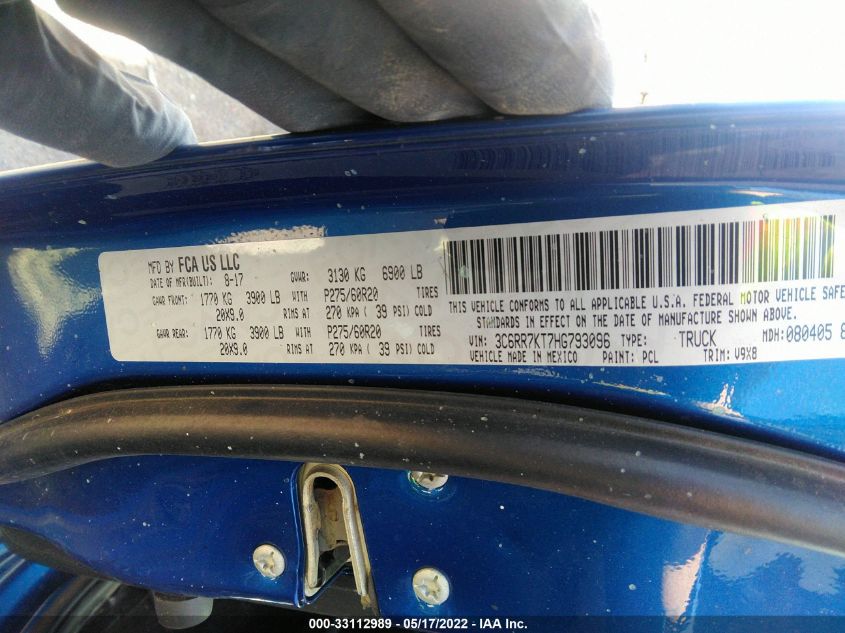 MFD BY FCA US LLC
DATE OF MFR(BUILT): 8-17 GVWR: 3130 KG 6900 LB
GAWR FRONT: 1770 KG 3900 LB WITH P275/60R20 TIRES
20X9.0 RIMS AT 270 KPA ( 39 PSI) COLD
GAWR REAR: 1770 KG 3900 LB WITH P275/60R20 TIRES
20X9.0 RIMS AT 270 KPA ( 39 PSI) COLD
THIS VEHICLE CONFORMS TO ALL APPLICABLE U.S.A. FEDERAL MOTOR VEHICLE SAFE
STANDARDS IN EFFECT ON THE DATE OF MANUFACTURE SHOWN ABOVE.
VIN: 3C6RR7KT7HG793096 TYPE: TRUCK MDH:080405 8
VEHICLE MADE IN MEXICO PAINT: PCL TRIM: V9X8
000-33112989 — 05/17/2022 — IAA Inc.